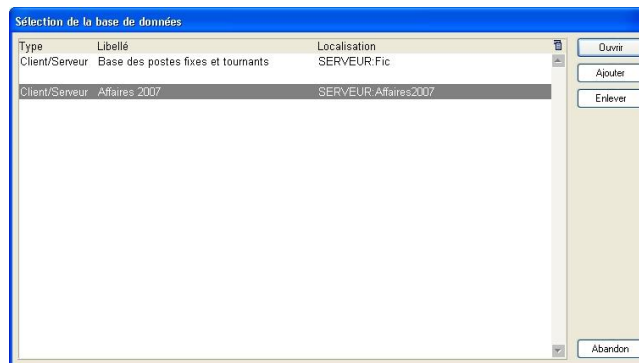 Sélection de la base de données
Type Libellé Localisation
Client/Serveur Base des postes fixes et tournants SERVEUR:Fic
Client/Serveur Affaires 2007 SERVEUR:Affaires2007
Ouvrir
Ajouter
Enlever
Abandon